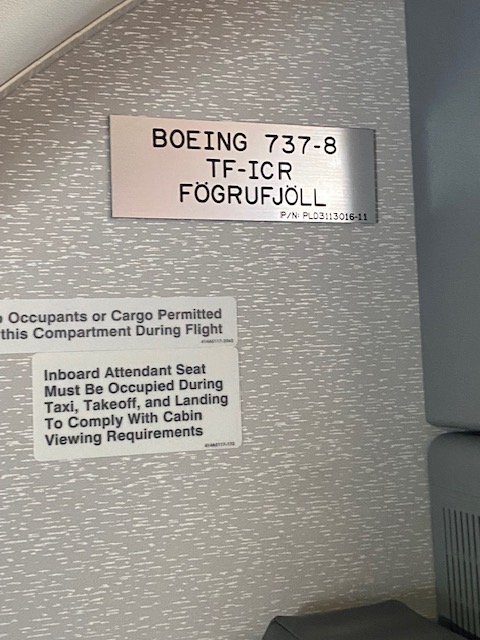 BOEING 737-8
TF-ICR
FÖGRUFJÖLL
P/N: PLD3113016-11
Occupants or Cargo Permitted
this Compartment During Flight
Inboard Attendant Seat
Must Be Occupied During
Taxi, Takeoff, and Landing
To Comply With Cabin
Viewing Requirements